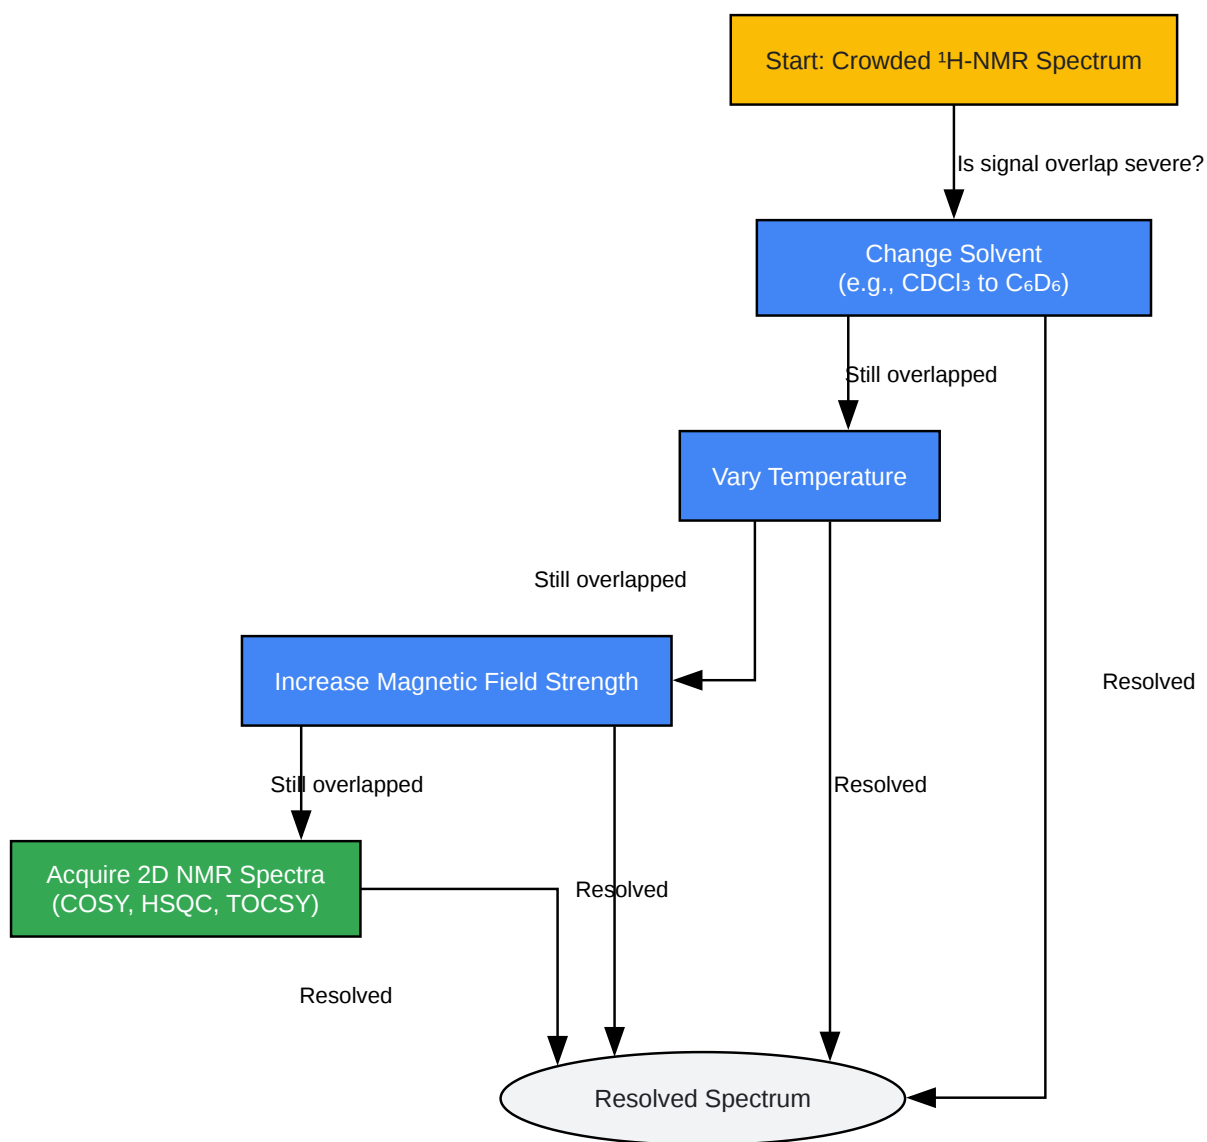 Start: Crowded ¹H-NMR Spectrum
Is signal overlap severe?
Change Solvent
(e.g., CDCl₃ to C₆D₆)
Still overlapped
Vary Temperature
Still overlapped
Increase Magnetic Field Strength
Resolved
Still overlapped
Resolved
Acquire 2D NMR Spectra
(COSY, HSQC, TOCSY)
Resolved
Resolved
Resolved Spectrum